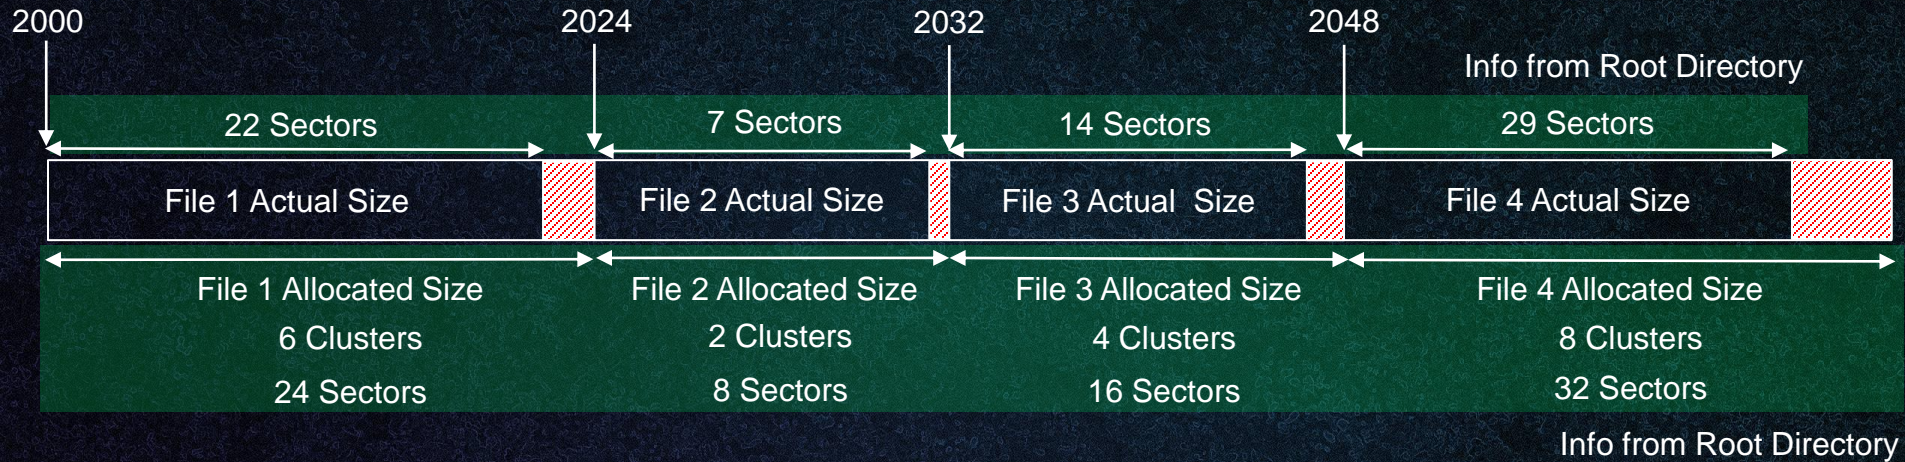 2000 2024 2032 2048
Info from Root Directory
22 Sectors 7 Sectors 14 Sectors 29 Sectors
File 1 Actual Size File 2 Actual Size File 3 Actual Size File 4 Actual Size
File 1 Allocated Size File 2 Allocated Size File 3 Allocated Size File 4 Allocated Size
6 Clusters 2 Clusters 4 Clusters 8 Clusters
24 Sectors 8 Sectors 16 Sectors 32 Sectors
Info from Root Directory